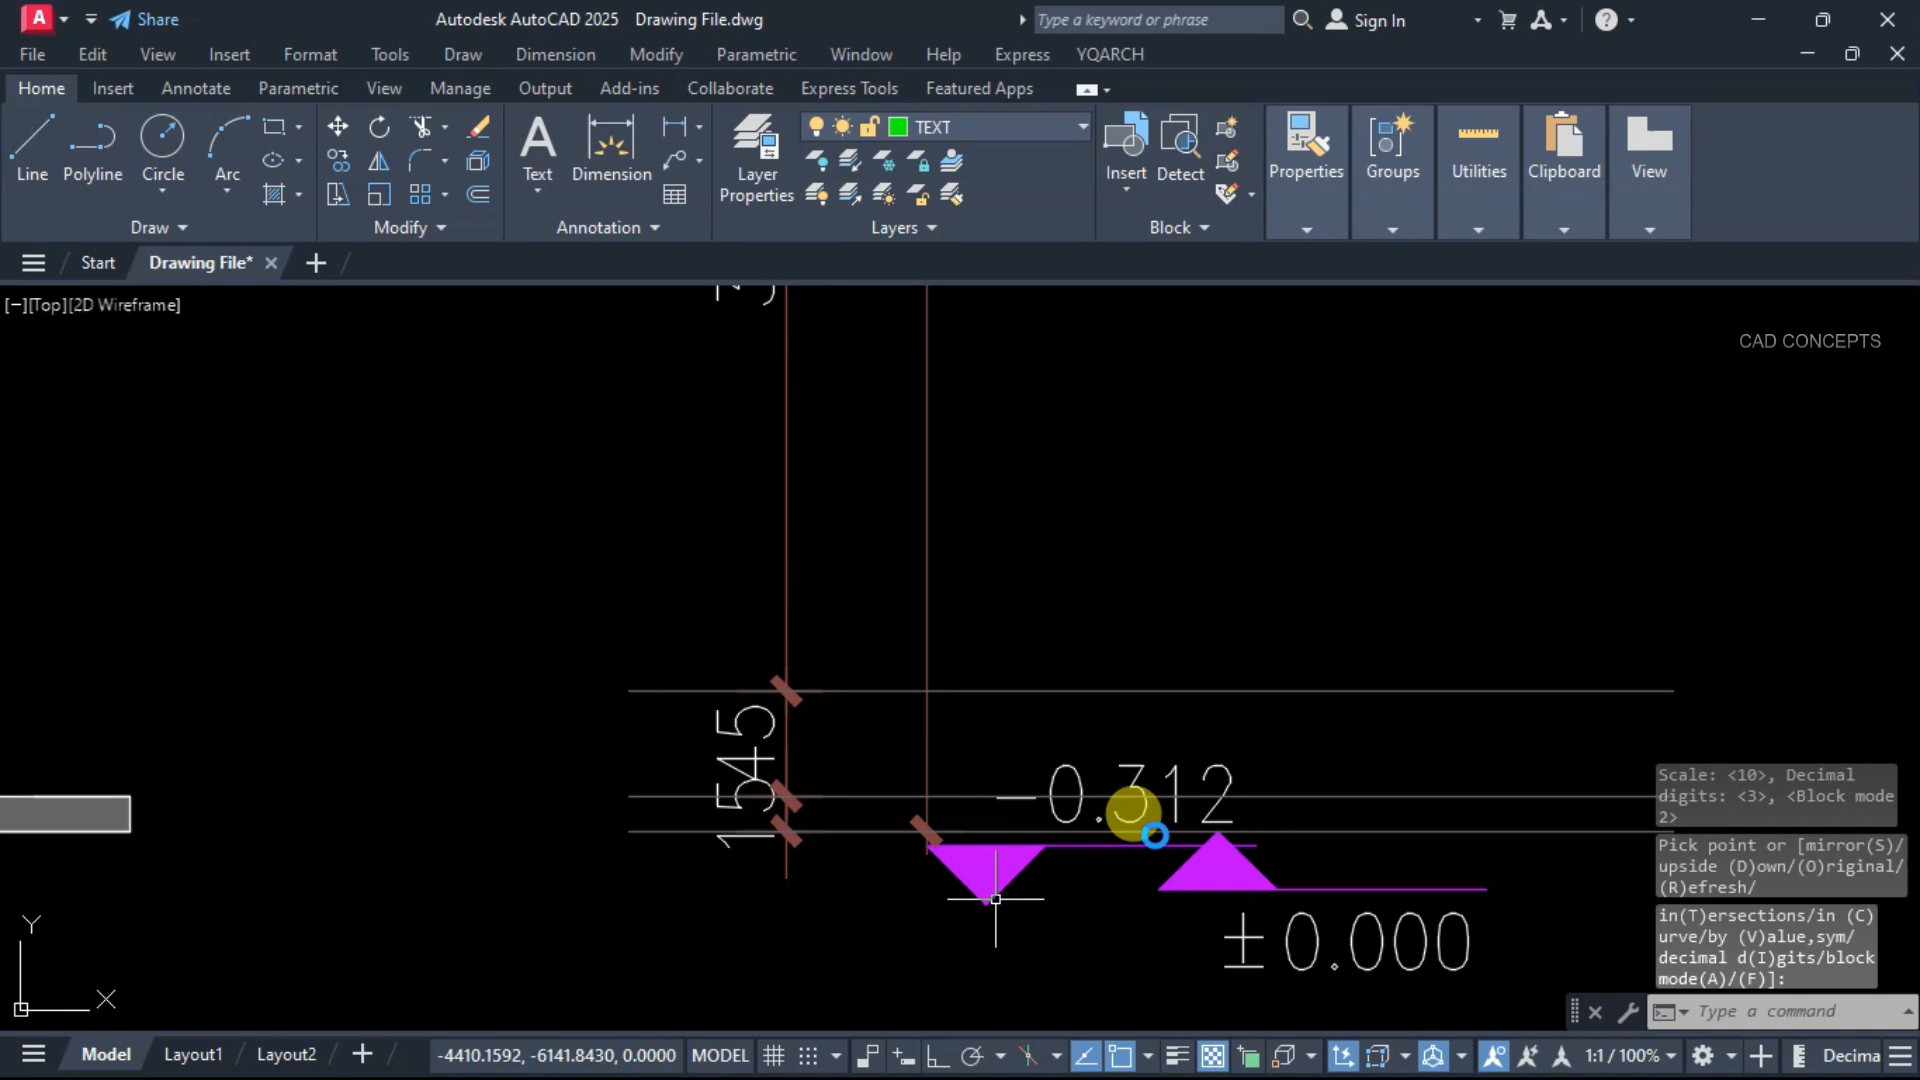 A Share Autodesk AutoCAD 2025 Drawing File.dwg Type a keyword or phrase Sign In ?
File Edit View Insert Format Tools Draw Dimension Modify Parametric Window Help Express YQARCH
Home Insert Annotate Parametric View Manage Output Add-ins Collaborate Express Tools Featured Apps
TEXT
Line Polyline Circle Arc Text Dimension Layer Properties Insert Detect Properties Groups Utilities Clipboard View
Draw Modify Annotation Layers Block
Start Drawing File*
[−][Top][2D Wireframe]
CAD CONCEPTS
1545
−0.312
±0.000
Scale: <10>, Decimal
digits: <3>, <Block mode
2>
Pick point or [mirror(S)/
upside (D)own/(O)riginal/
(R)efresh/
in(T)ersections/in (C)
urve/by (V)alue,sym/
decimal d(I)gits/block
mode(A)/(F)]:
Y
X
Type a command
Model Layout1 Layout2 -4410.1592, -6141.8430, 0.0000 MODEL 1:1 / 100% Decima